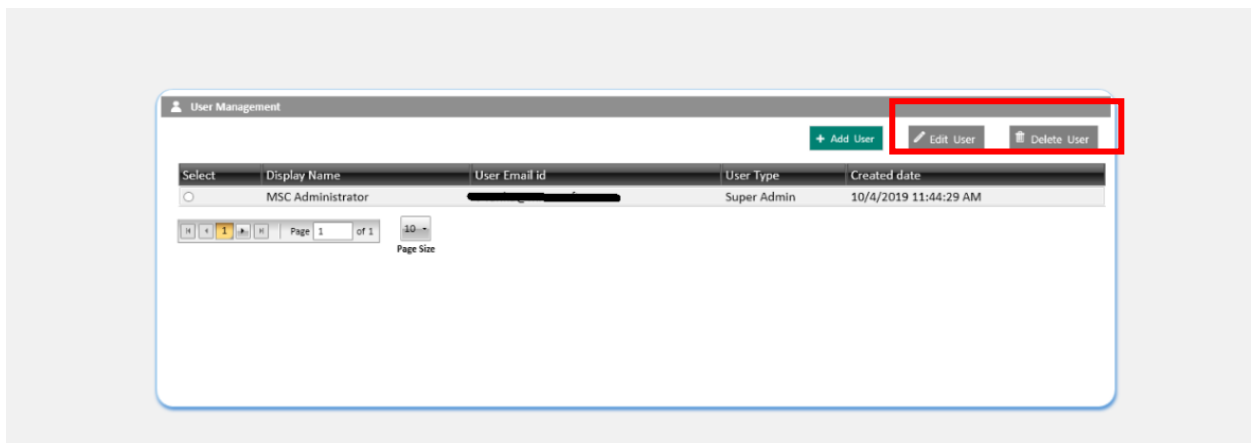 User Management
+ Add User Edit User Delete User
Select Display Name User Email id User Type Created date
MSC Administrator Super Admin 10/4/2019 11:44:29 AM
1 Page 1 of 1 10
Page Size